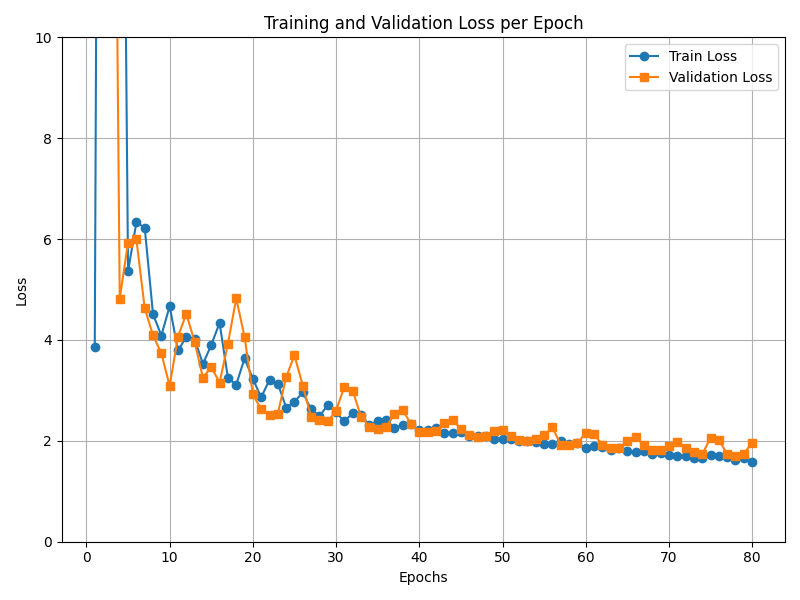 Training and Validation Loss per Epoch
Train Loss
Validation Loss
Loss
10
8
6
4
2
0
0 10 20 30 40 50 60 70 80
Epochs